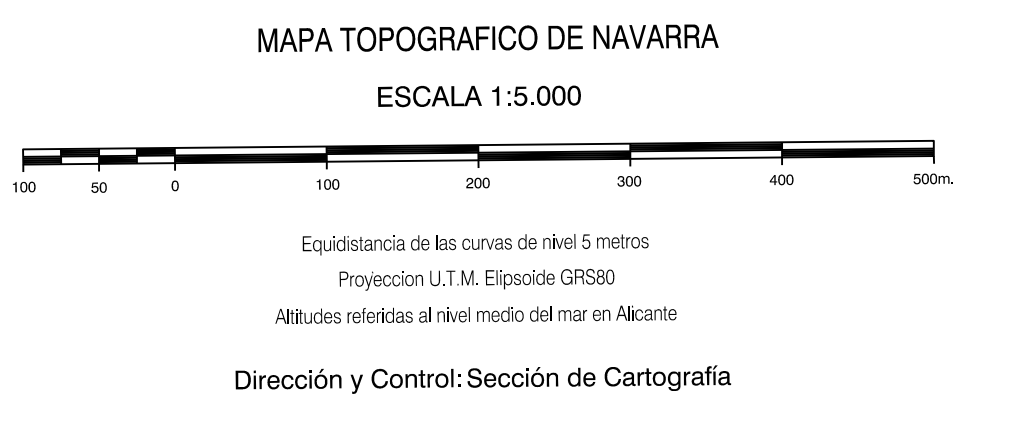 MAPA TOPOGRAFICO DE NAVARRA
ESCALA 1:5.000
100 50 0 100 200 300 400 500m.
Equidistancia de las curvas de nivel 5 metros
Proyeccion U.T.M. Elipsoide GRS80
Altitudes referidas al nivel medio del mar en Alicante
Dirección y Control: Sección de Cartografía